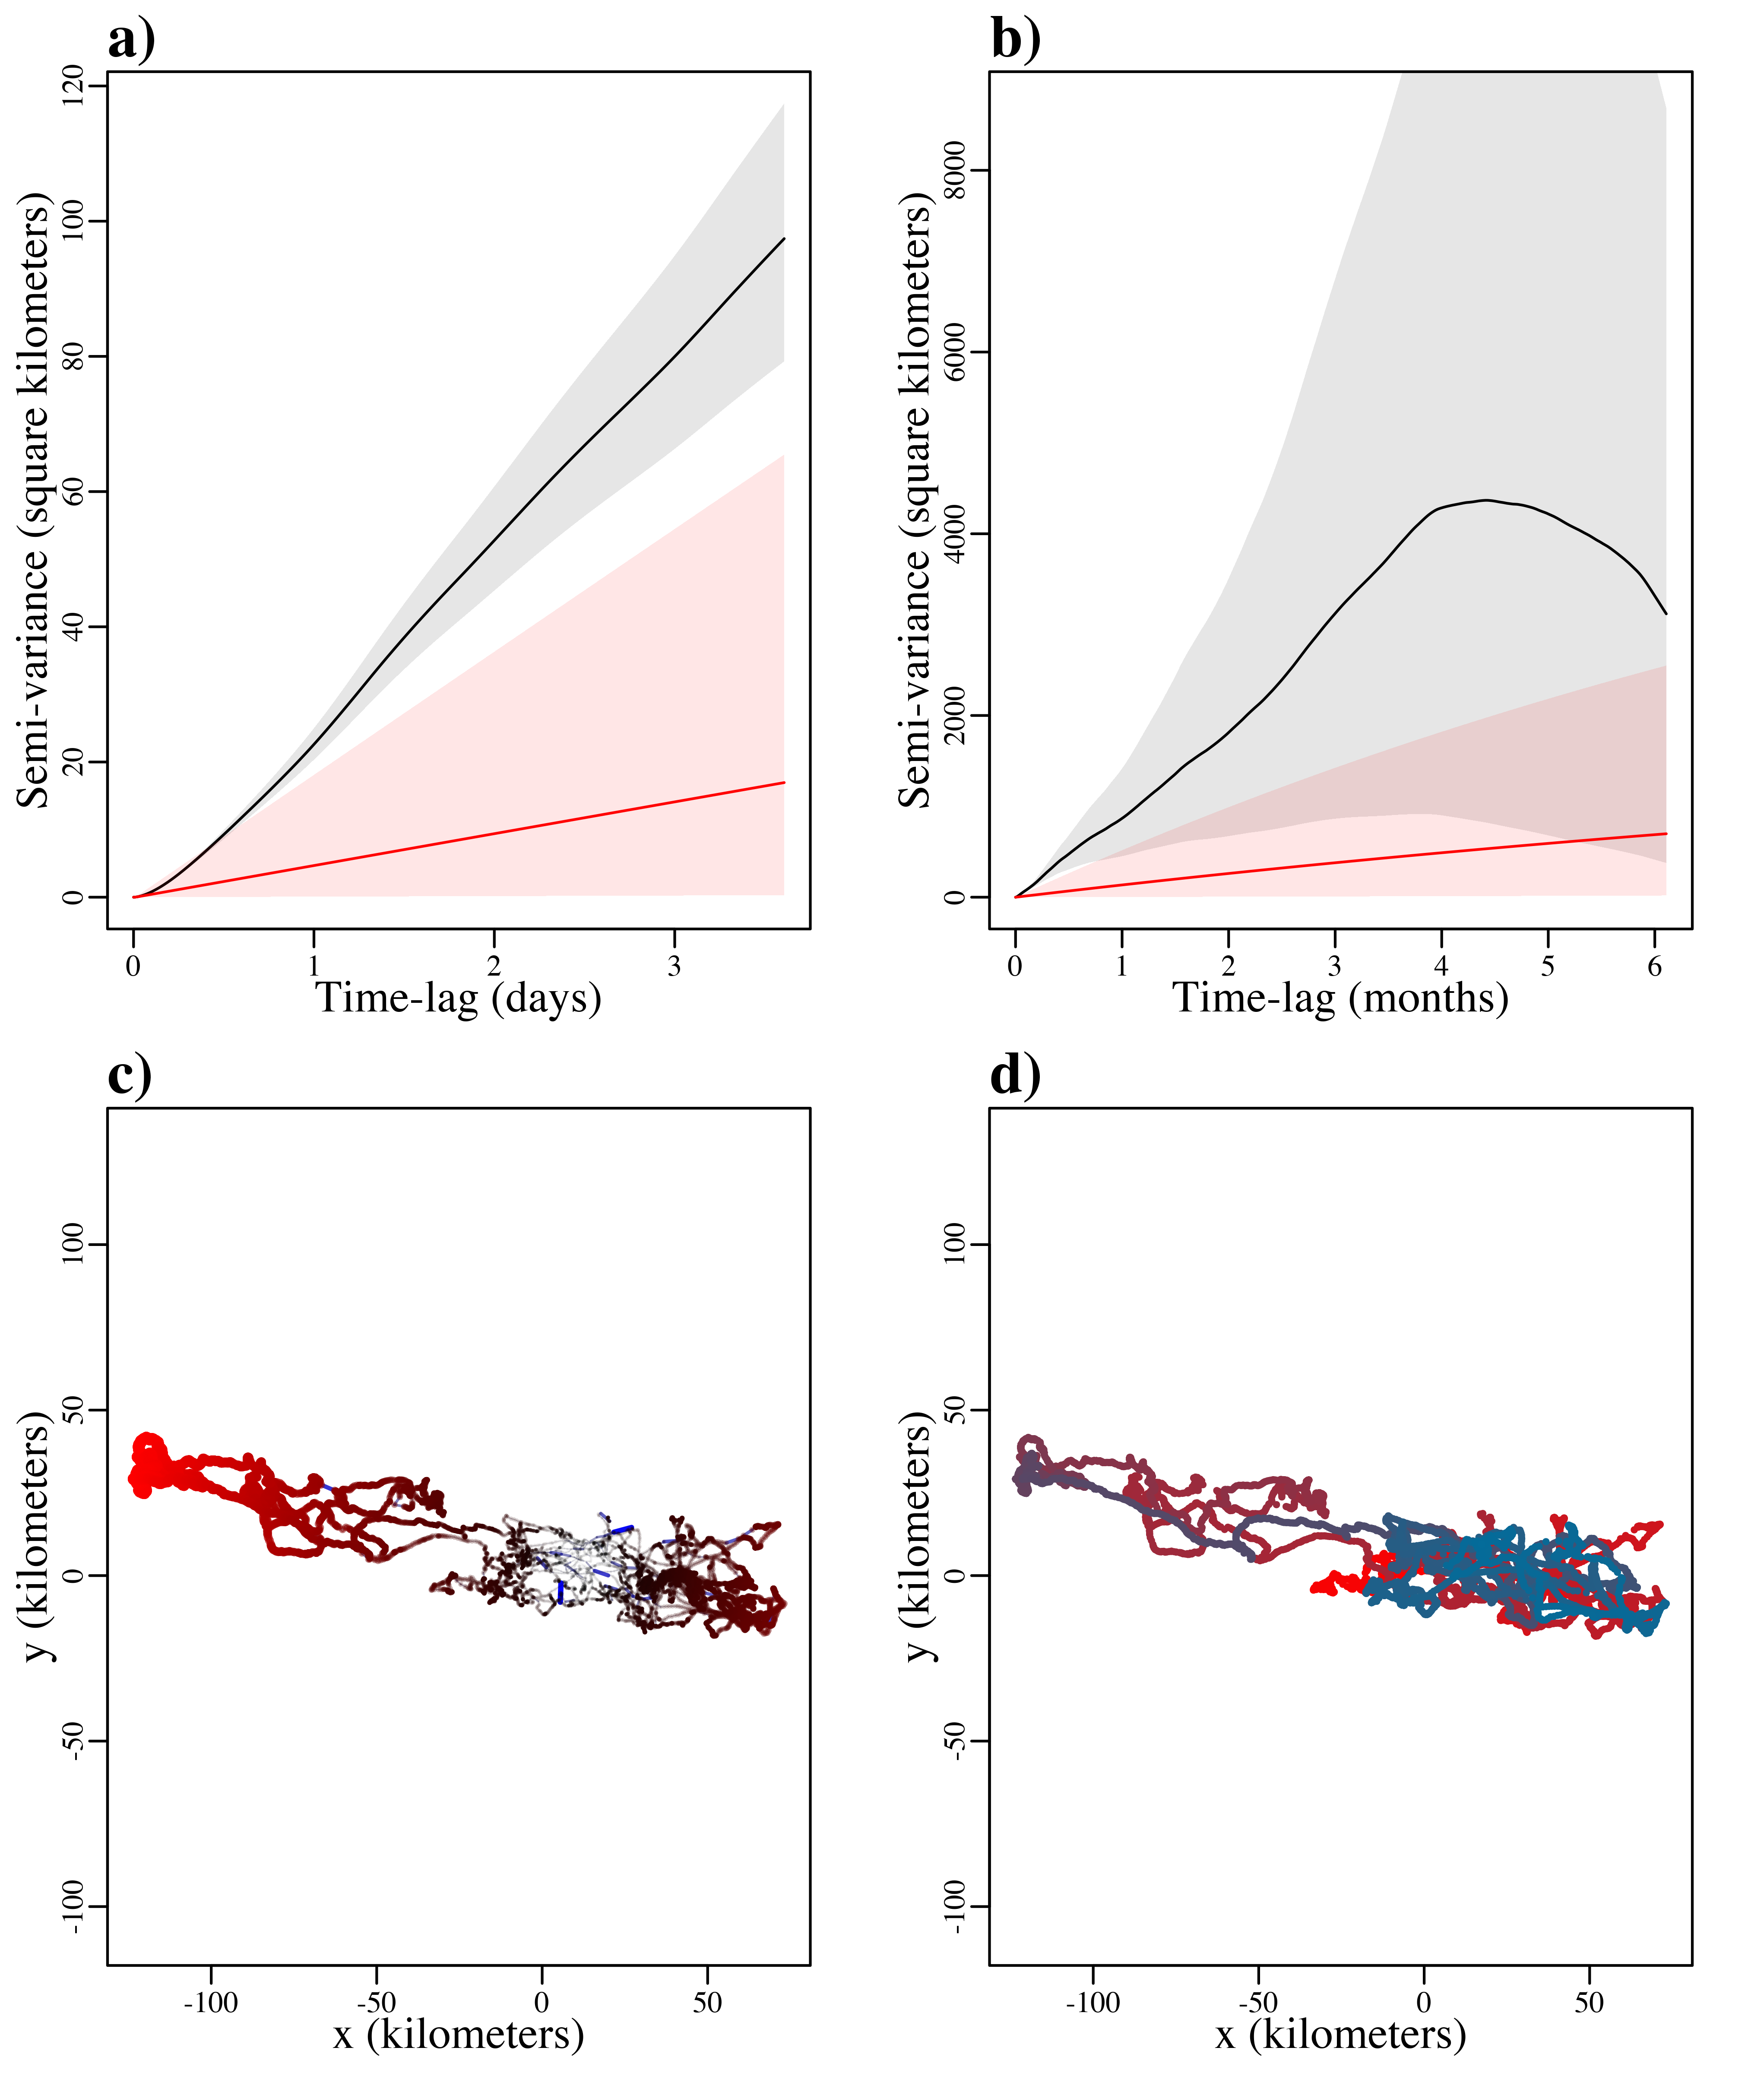 a)
Semi-variance (square kilometers)
120
100
80
60
40
20
0
0 1 2 3
Time-lag (days)
b)
Semi-variance (square kilometers)
8000
6000
4000
2000
0
0 1 2 3 4 5 6
Time-lag (months)
c)
y (kilometers)
100
50
0
-50
-100
-100 -50 0 50
x (kilometers)
d)
y (kilometers)
100
50
0
-50
-100
-100 -50 0 50
x (kilometers)